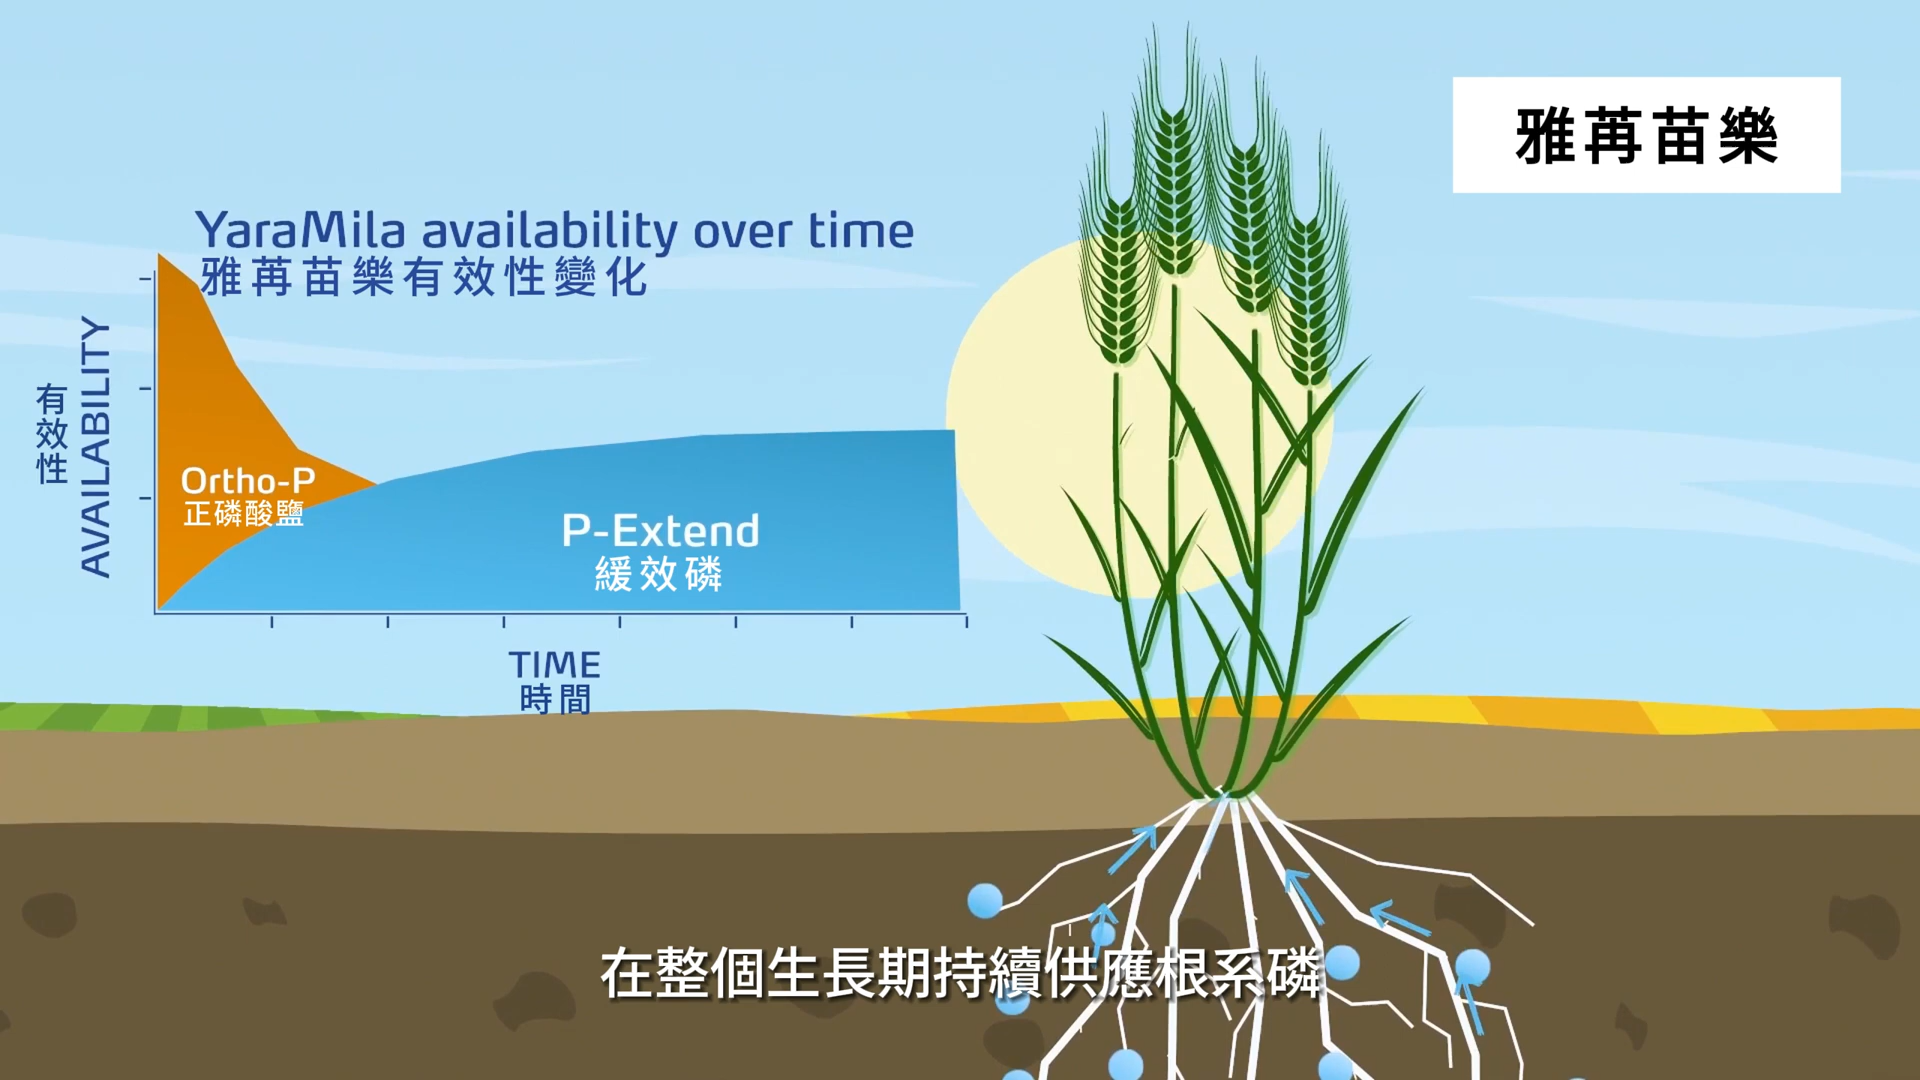 雅苒苗樂
YaraMila availability over time
雅苒苗樂有效性變化
有效性
AVAILABILITY
Ortho-P
正磷酸鹽
P-Extend
緩效磷
TIME
時間
在整個生長期持續供應根系磷